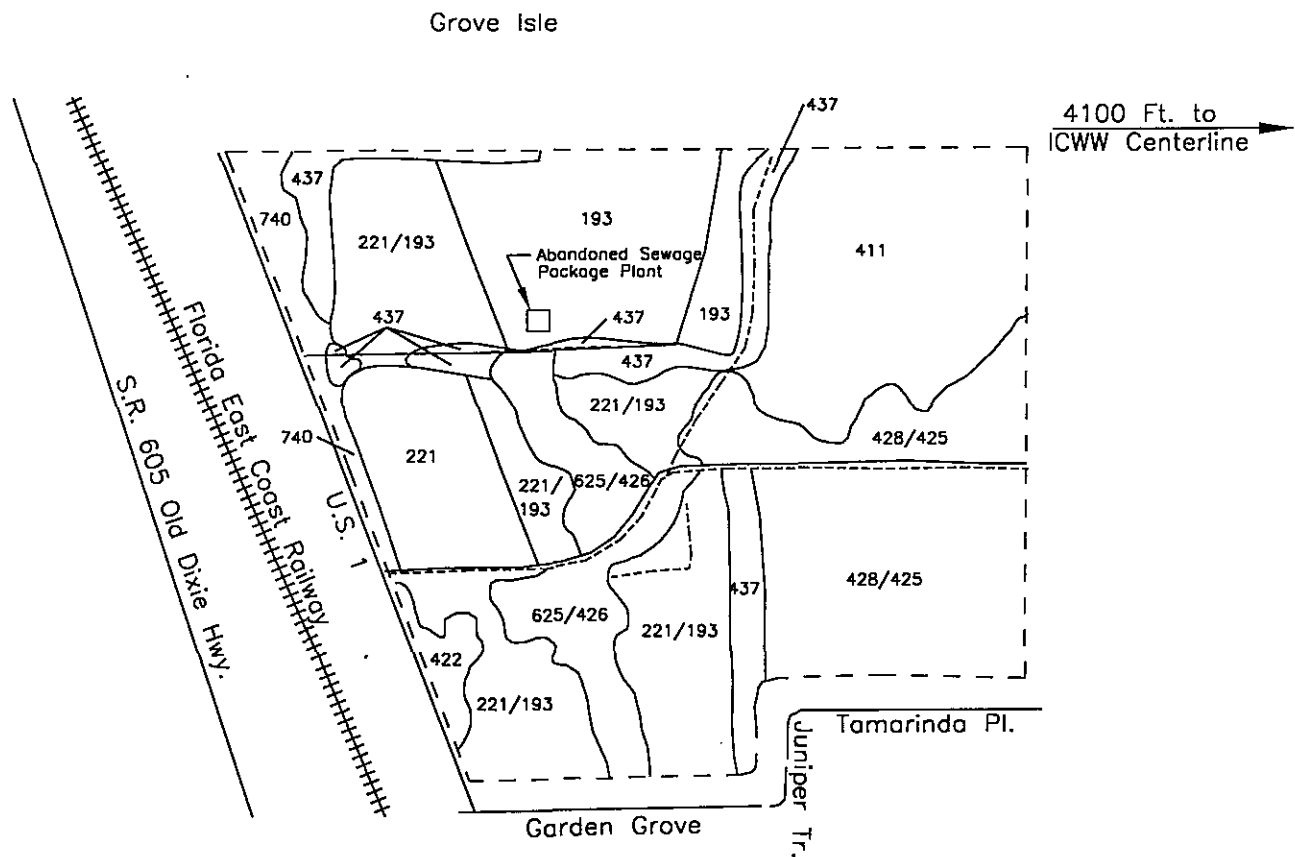 Grove Isle
437
4100 Ft. to
ICWW Centerline
437
740
193
221/193
411
Abandoned Sewage
Package Plant
193
437
437
437
Florida East Coast Railway
S.R. 605 Old Dixie Hwy.
U.S. 1
221/193
428/425
740
221
221/
193
625/426
437
428/425
625/426
221/193
422
221/193
Tamarinda Pl.
Juniper Tr.
Garden Grove